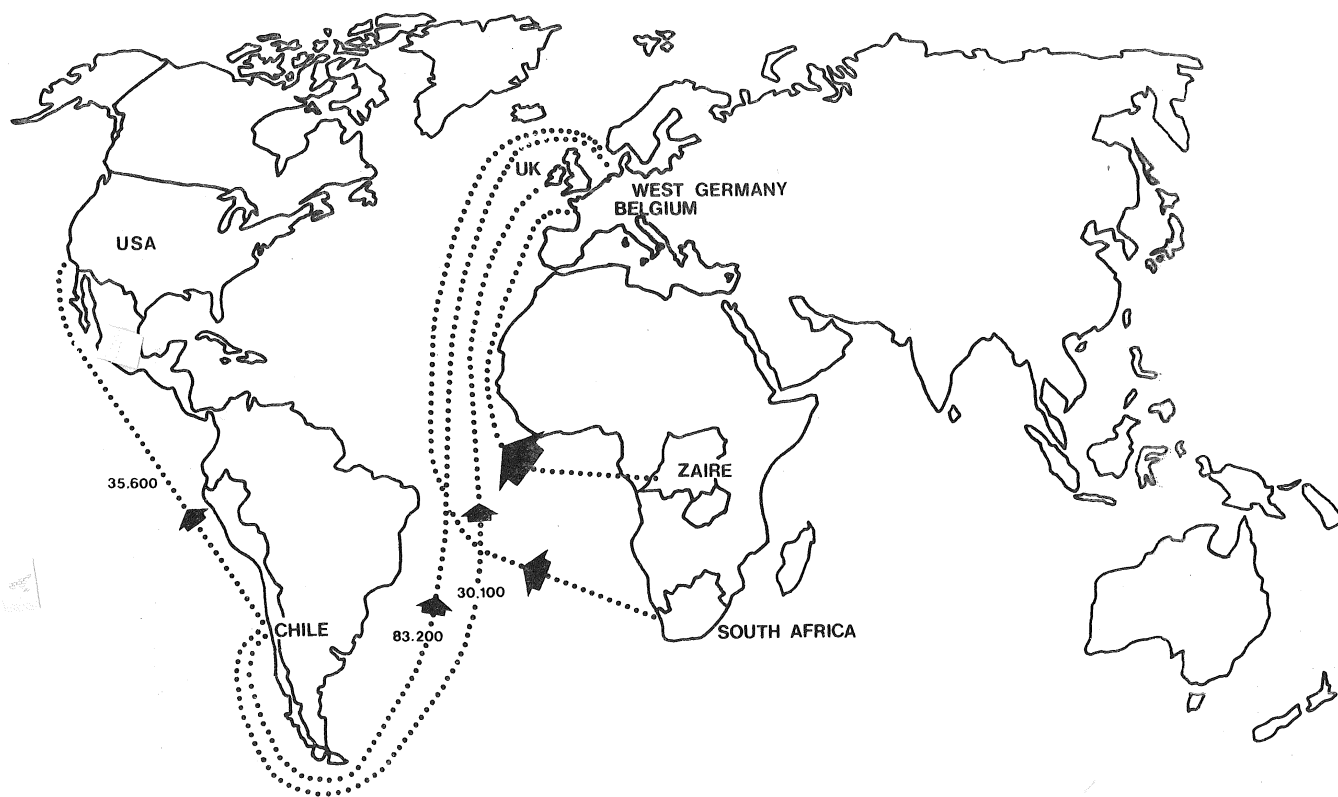 UK
WEST GERMANY
BELGIUM
USA
ZAIRE
35.600
30.100
CHILE
83.200
SOUTH AFRICA